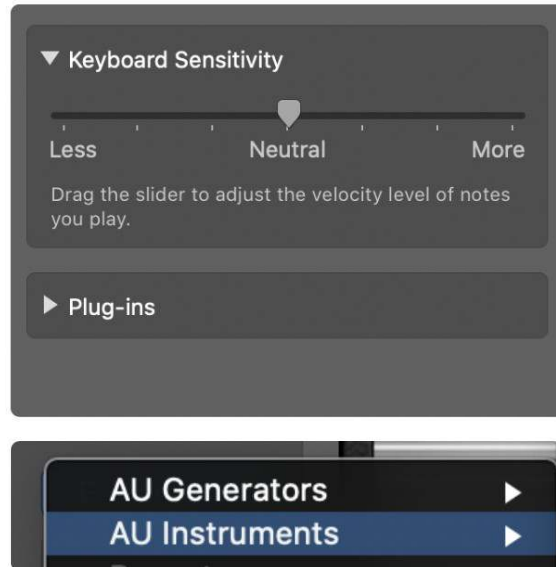 Keyboard Sensitivity
Less Neutral More
Drag the slider to adjust the velocity level of notes
you play.
Plug-ins
AU Generators
AU Instruments